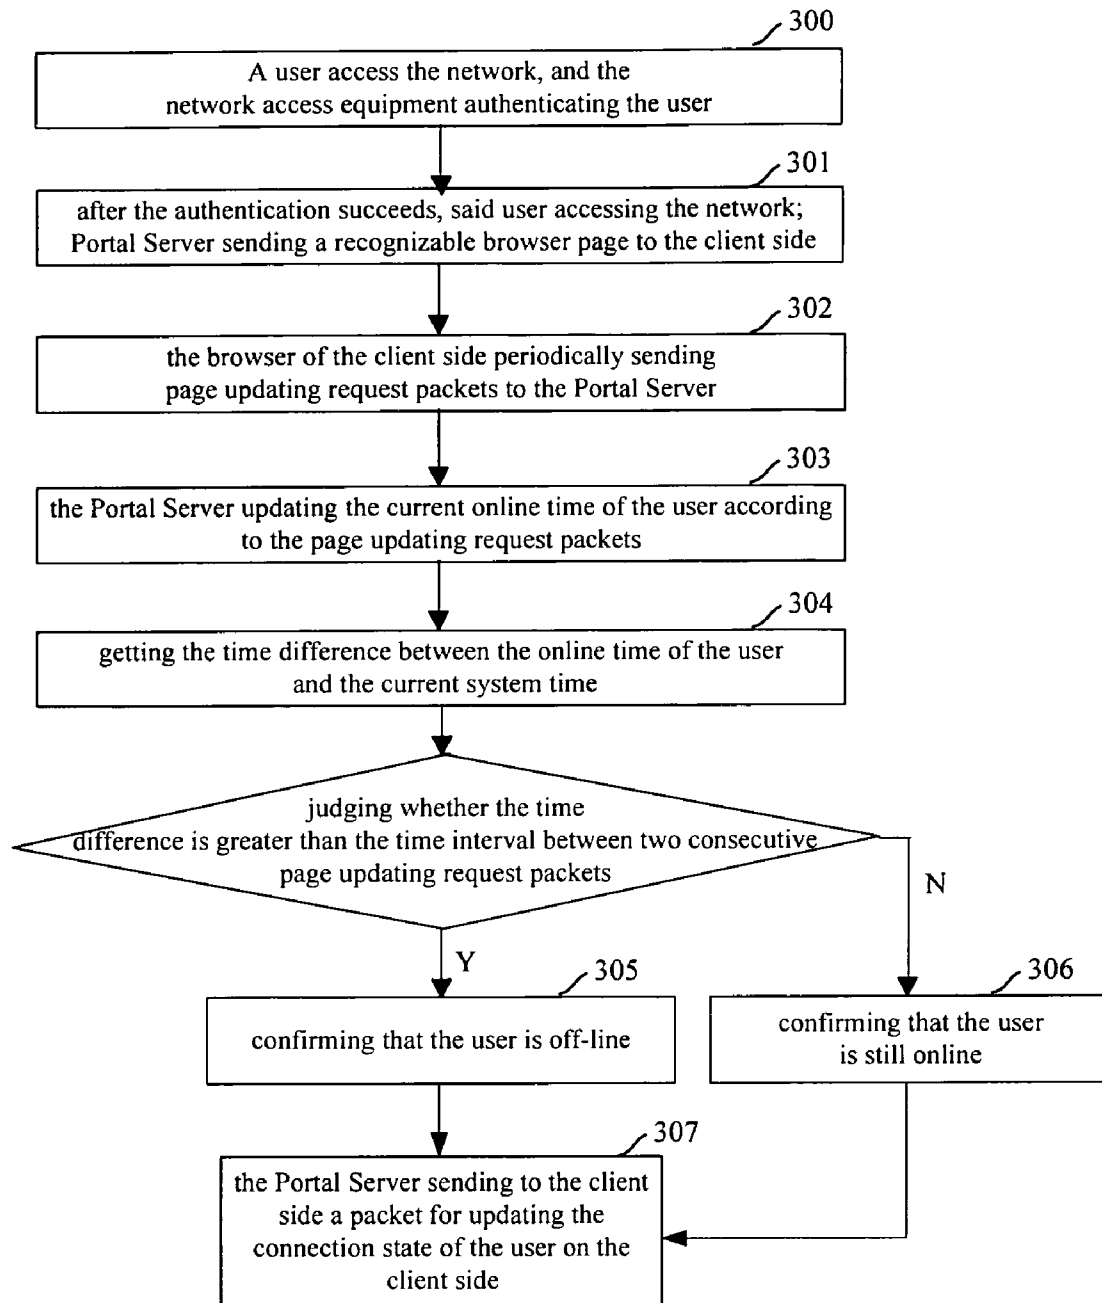 300
A user access the network, and the
network access equipment authenticating the user
301
after the authentication succeeds, said user accessing the network;
Portal Server sending a recognizable browser page to the client side
302
the browser of the client side periodically sending
page updating request packets to the Portal Server
303
the Portal Server updating the current online time of the user according
to the page updating request packets
304
getting the time difference between the online time of the user
and the current system time
judging whether the time
difference is greater than the time interval between two consecutive
page updating request packets
N
Y
305
confirming that the user is off-line
306
confirming that the user
is still online
307
the Portal Server sending to the client
side a packet for updating the
connection state of the user on the
client side